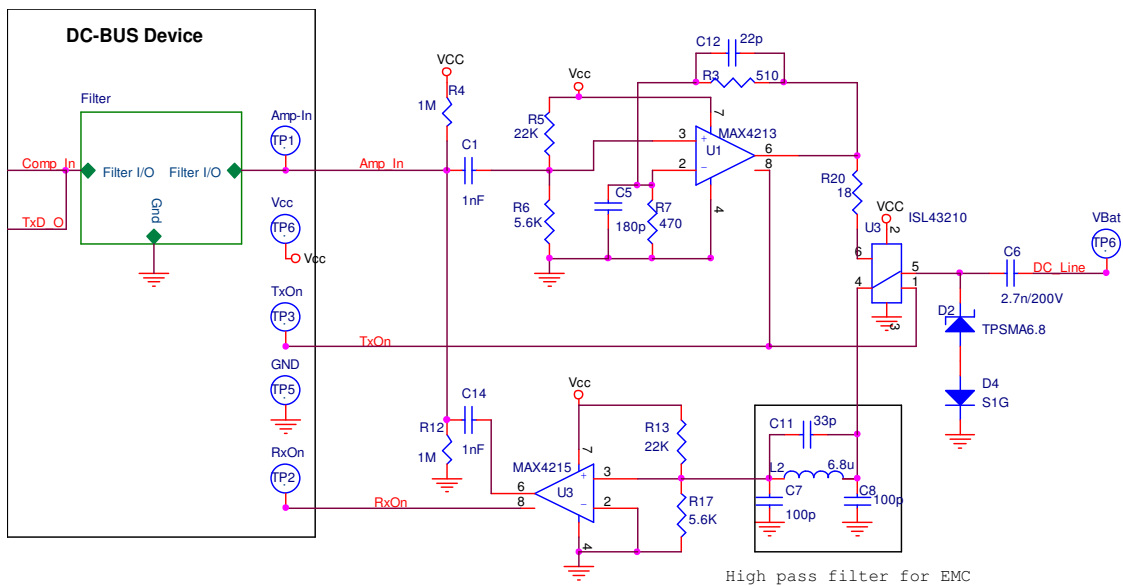 DC-BUS Device
Filter
Comp_In
Filter I/O
Filter I/O
Gnd
TxD_O
Amp-In
TP1
Vcc
TP6
Vcc
TxOn
TP3
GND
TP5
RxOn
TP2
Amp_In
TxOn
RxOn
VCC
R4
1M
C1
1nF
R5
22K
R6
5.6K
Vcc
C12
22p
R3
510
7
3
+
MAX4213
U1
2
−
6
8
4
C5
180p
R7
470
R20
18
VCC
ISL43210
U3
2
6
5
4
1
3
VBat
TP6
C6
DC_Line
2.7n/200V
D2
TPSMA6.8
D4
S1G
R12
1M
C14
1nF
Vcc
7
MAX4215
3
+
6
U3
8
−
2
4
R13
22K
R17
5.6K
C11
33p
L2
6.8u
C7
100p
C8
100p
High pass filter for EMC